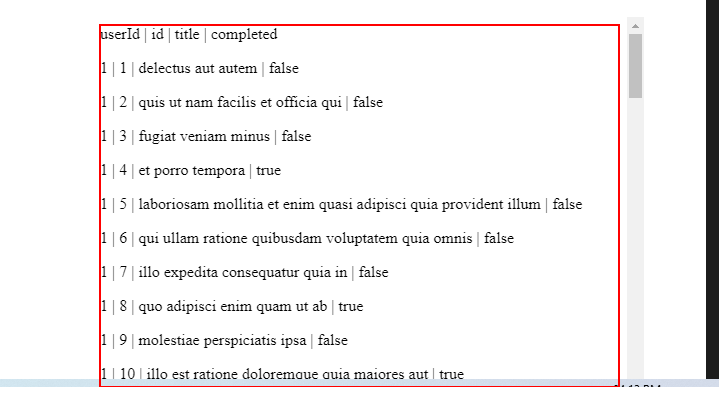 userId | id | title | completed
1 | 1 | delectus aut autem | false
1 | 2 | quis ut nam facilis et officia qui | false
1 | 3 | fugiat veniam minus | false
1 | 4 | et porro tempora | true
1 | 5 | laboriosam mollitia et enim quasi adipisci quia provident illum | false
1 | 6 | qui ullam ratione quibusdam voluptatem quia omnis | false
1 | 7 | illo expedita consequatur quia in | false
1 | 8 | quo adipisci enim quam ut ab | true
1 | 9 | molestiae perspiciatis ipsa | false
1 | 10 | illo est ratione doloremque quia maiores aut | true